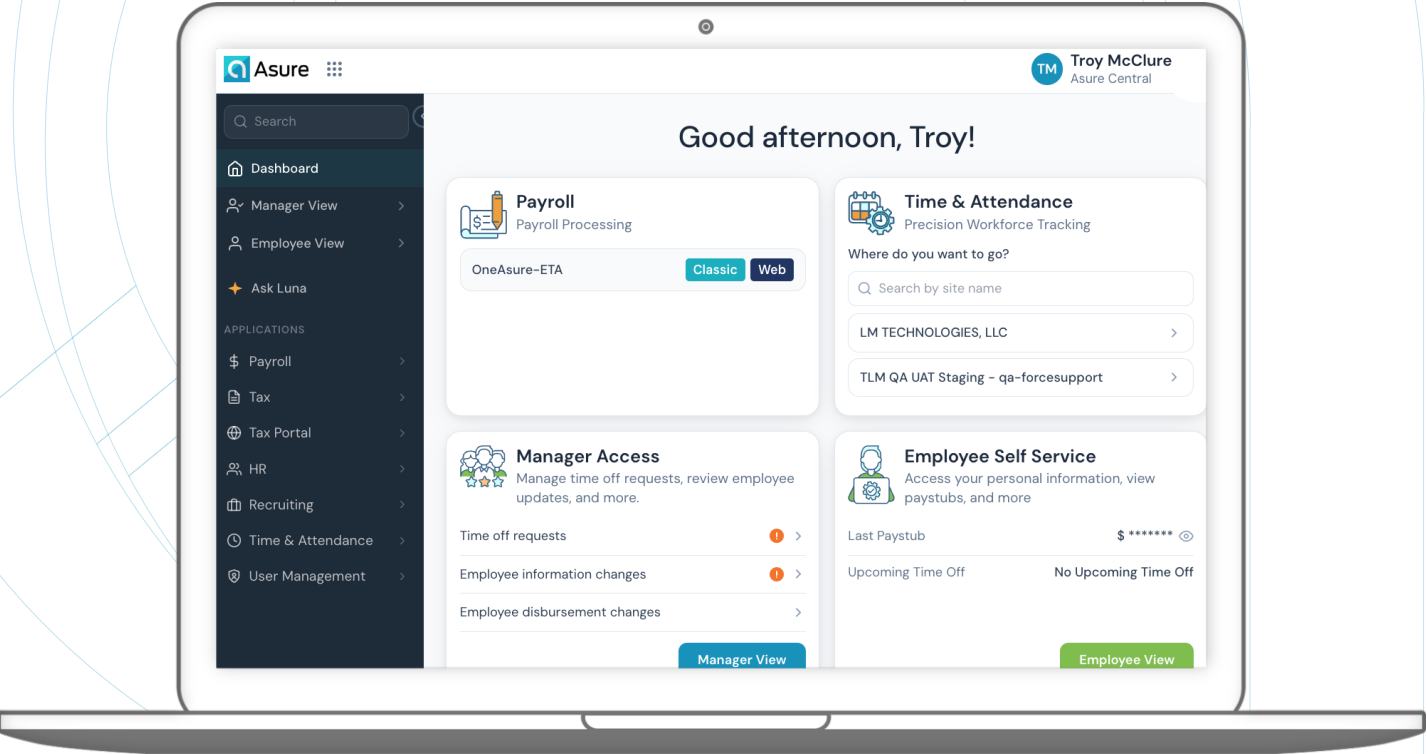 Asure
TM
Troy McClure
Asure Central
Search
Dashboard
Manager View
Employee View
Ask Luna
APPLICATIONS
Payroll
Tax
Tax Portal
HR
Recruiting
Time & Attendance
User Management
Good afternoon, Troy!
Payroll
Payroll Processing
OneAsure-ETA Classic Web
Time & Attendance
Precision Workforce Tracking
Where do you want to go?
Search by site name
LM TECHNOLOGIES, LLC
TLM QA UAT Staging - qa-forcesupport
Manager Access
Manage time off requests, review employee
updates, and more.
Time off requests
Employee information changes
Employee disbursement changes
Manager View
Employee Self Service
Access your personal information, view
paystubs, and more
Last Paystub $ *******
Upcoming Time Off No Upcoming Time Off
Employee View